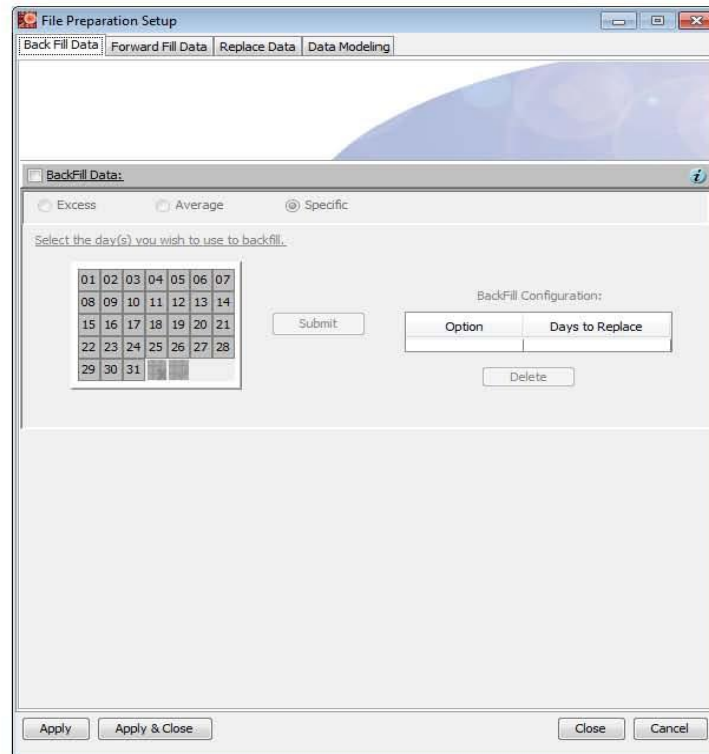 File Preparation Setup
Back Fill Data Forward Fill Data Replace Data Data Modeling
BackFill Data:
Excess Average Specific
Select the day(s) you wish to use to backfill.
01 02 03 04 05 06 07
08 09 10 11 12 13 14
15 16 17 18 19 20 21
22 23 24 25 26 27 28
29 30 31
Submit
BackFill Configuration:
Option Days to Replace
Delete
Apply Apply & Close Close Cancel